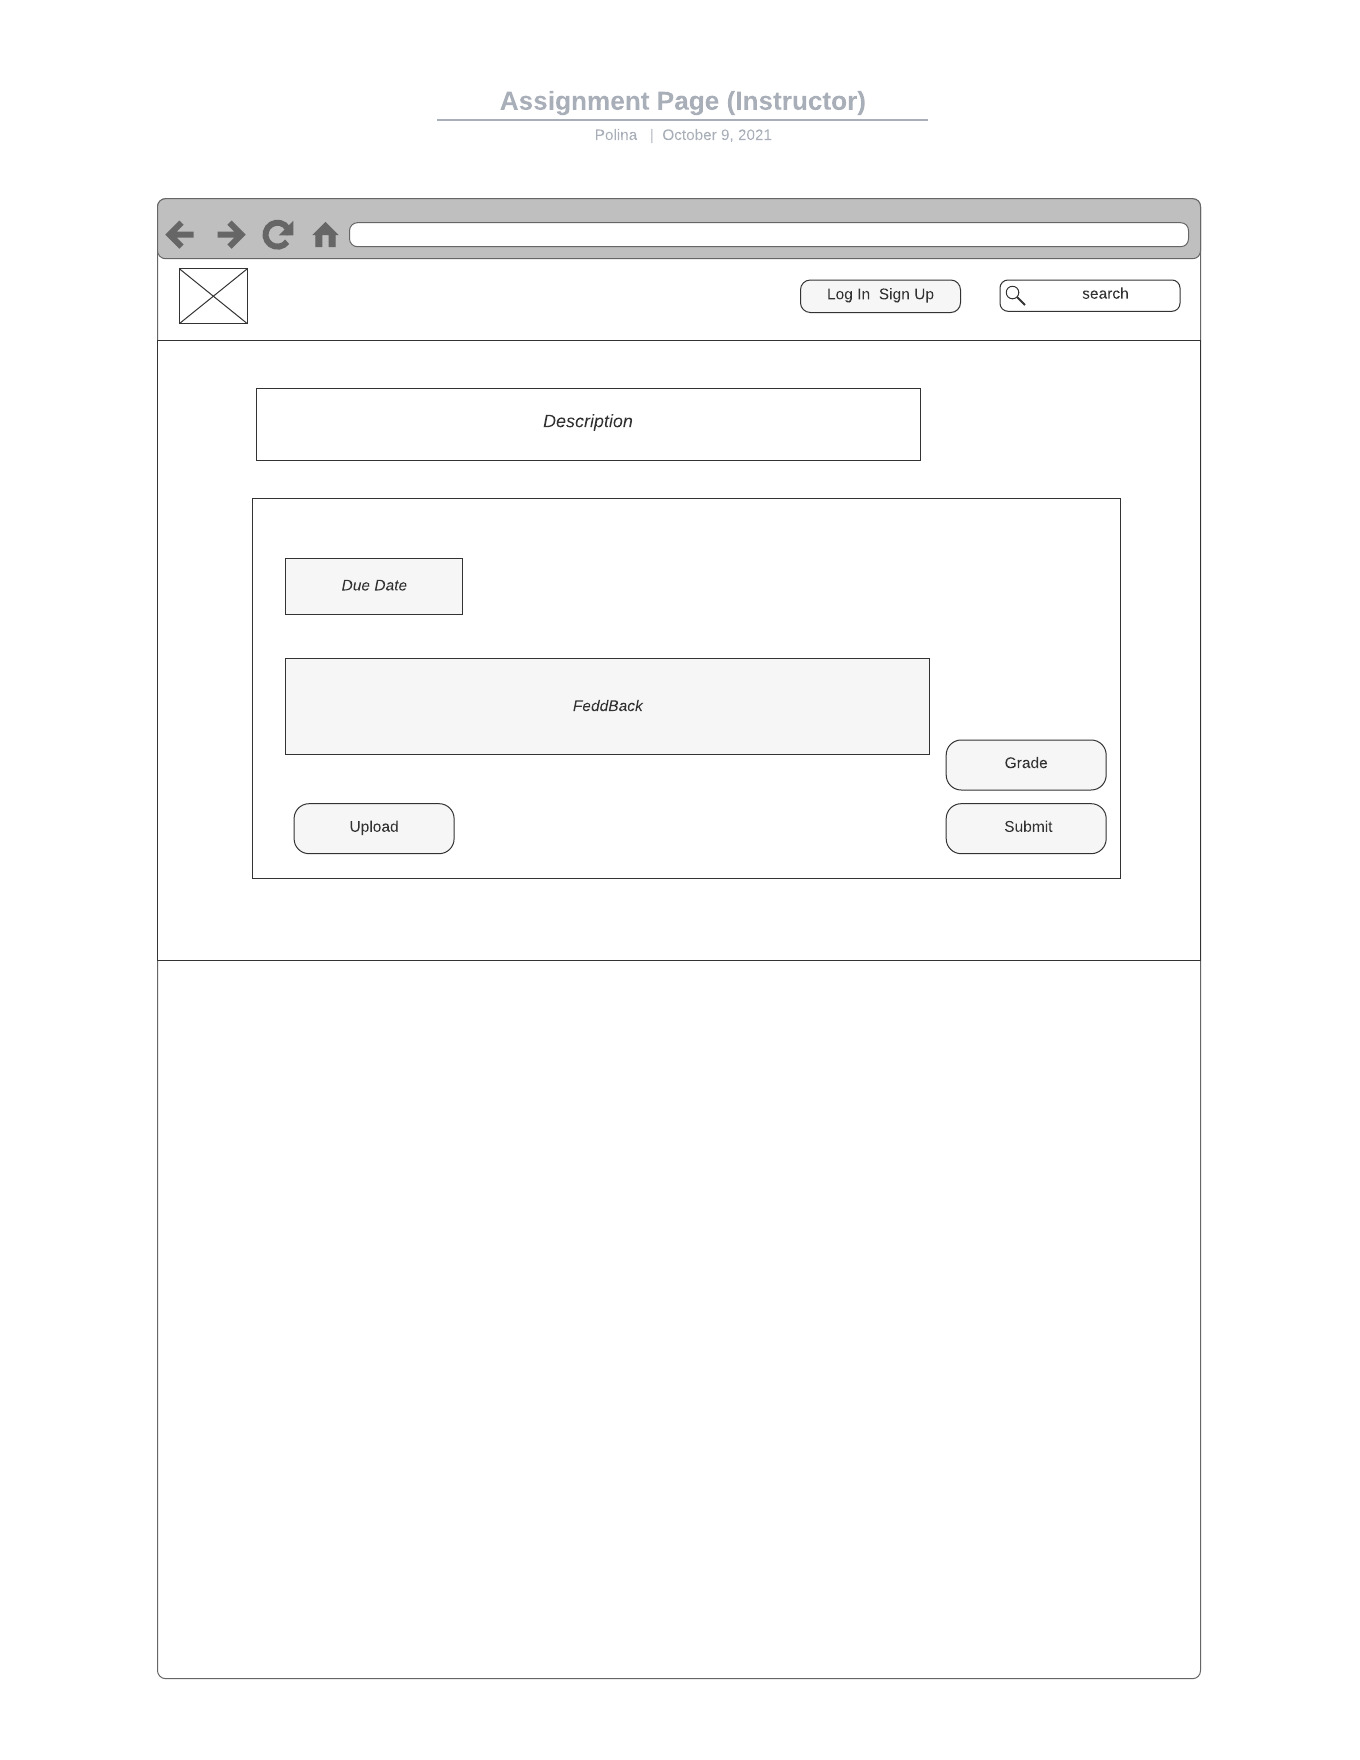 Assignment Page (Instructor)
Polina | October 9, 2021
Log In Sign Up
search
Description
Due Date
FeddBack
Grade
Upload
Submit